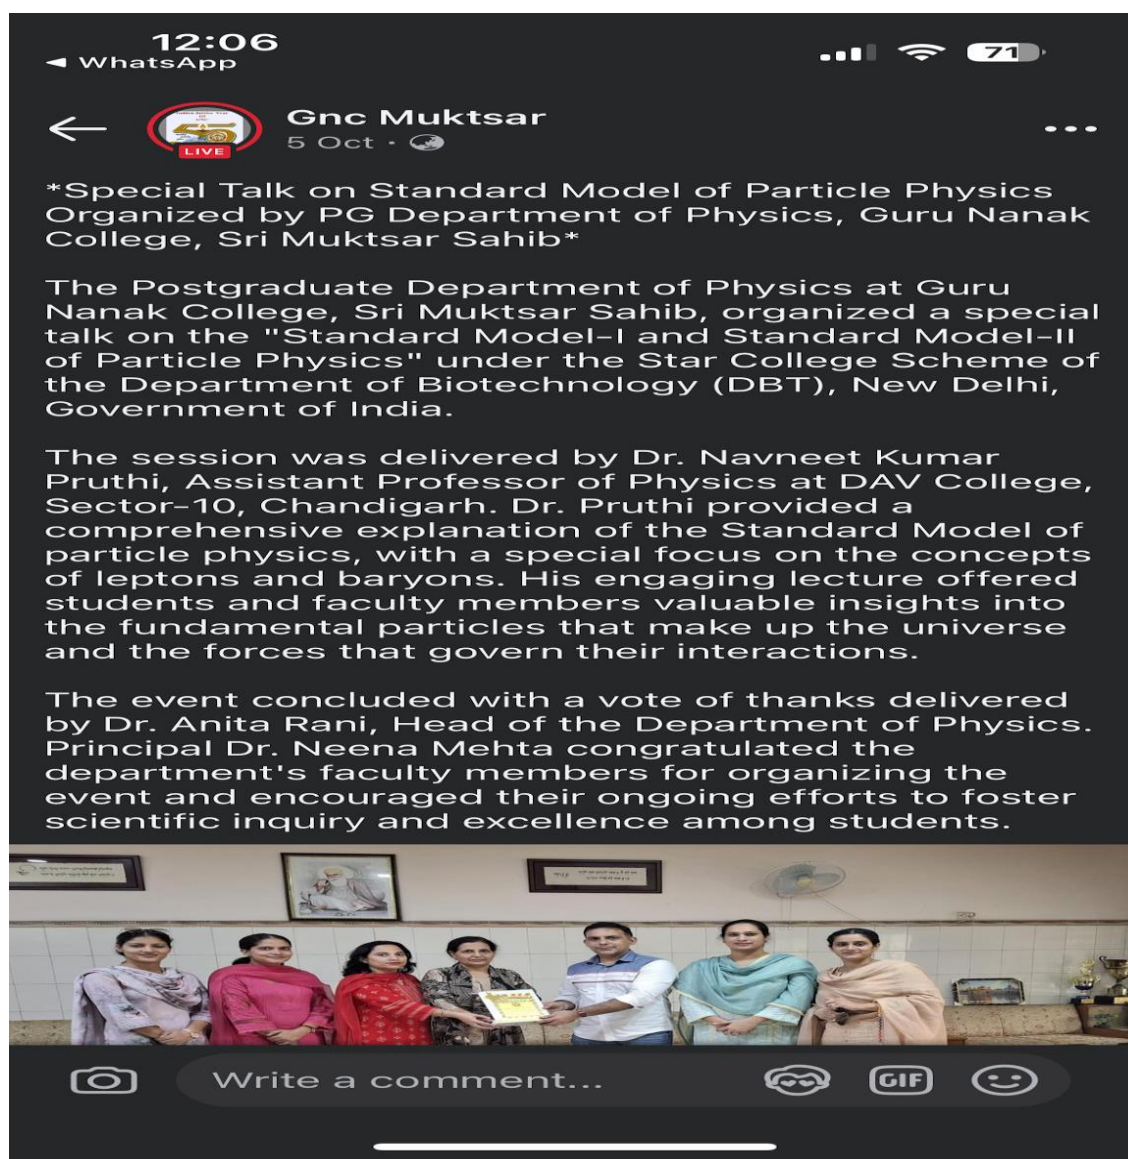 12:06
◄ WhatsApp
71
Gnc Muktsar
LIVE
5 Oct ·
*Special Talk on Standard Model of Particle Physics
Organized by PG Department of Physics, Guru Nanak
College, Sri Muktsar Sahib*
The Postgraduate Department of Physics at Guru
Nanak College, Sri Muktsar Sahib, organized a special
talk on the "Standard Model-I and Standard Model-II
of Particle Physics" under the Star College Scheme of
the Department of Biotechnology (DBT), New Delhi,
Government of India.
The session was delivered by Dr. Navneet Kumar
Pruthi, Assistant Professor of Physics at DAV College,
Sector-10, Chandigarh. Dr. Pruthi provided a
comprehensive explanation of the Standard Model of
particle physics, with a special focus on the concepts
of leptons and baryons. His engaging lecture offered
students and faculty members valuable insights into
the fundamental particles that make up the universe
and the forces that govern their interactions.
The event concluded with a vote of thanks delivered
by Dr. Anita Rani, Head of the Department of Physics.
Principal Dr. Neena Mehta congratulated the
department's faculty members for organizing the
event and encouraged their ongoing efforts to foster
scientific inquiry and excellence among students.
Write a comment...
GIF